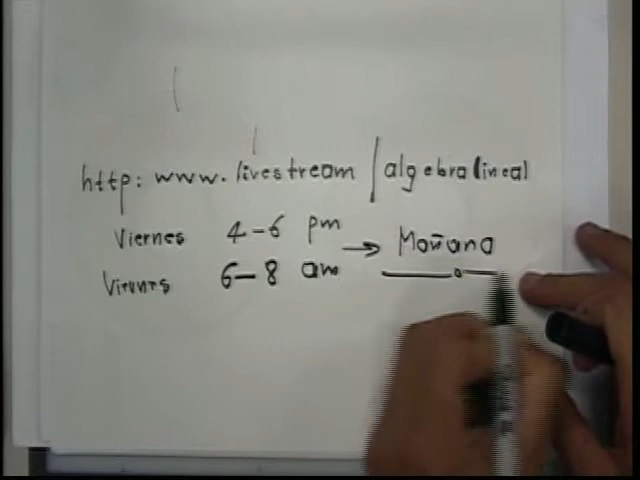 http: www.livestream/algebralineal
Viernes 4-6 pm → Mañana
Viernes 6-8 am